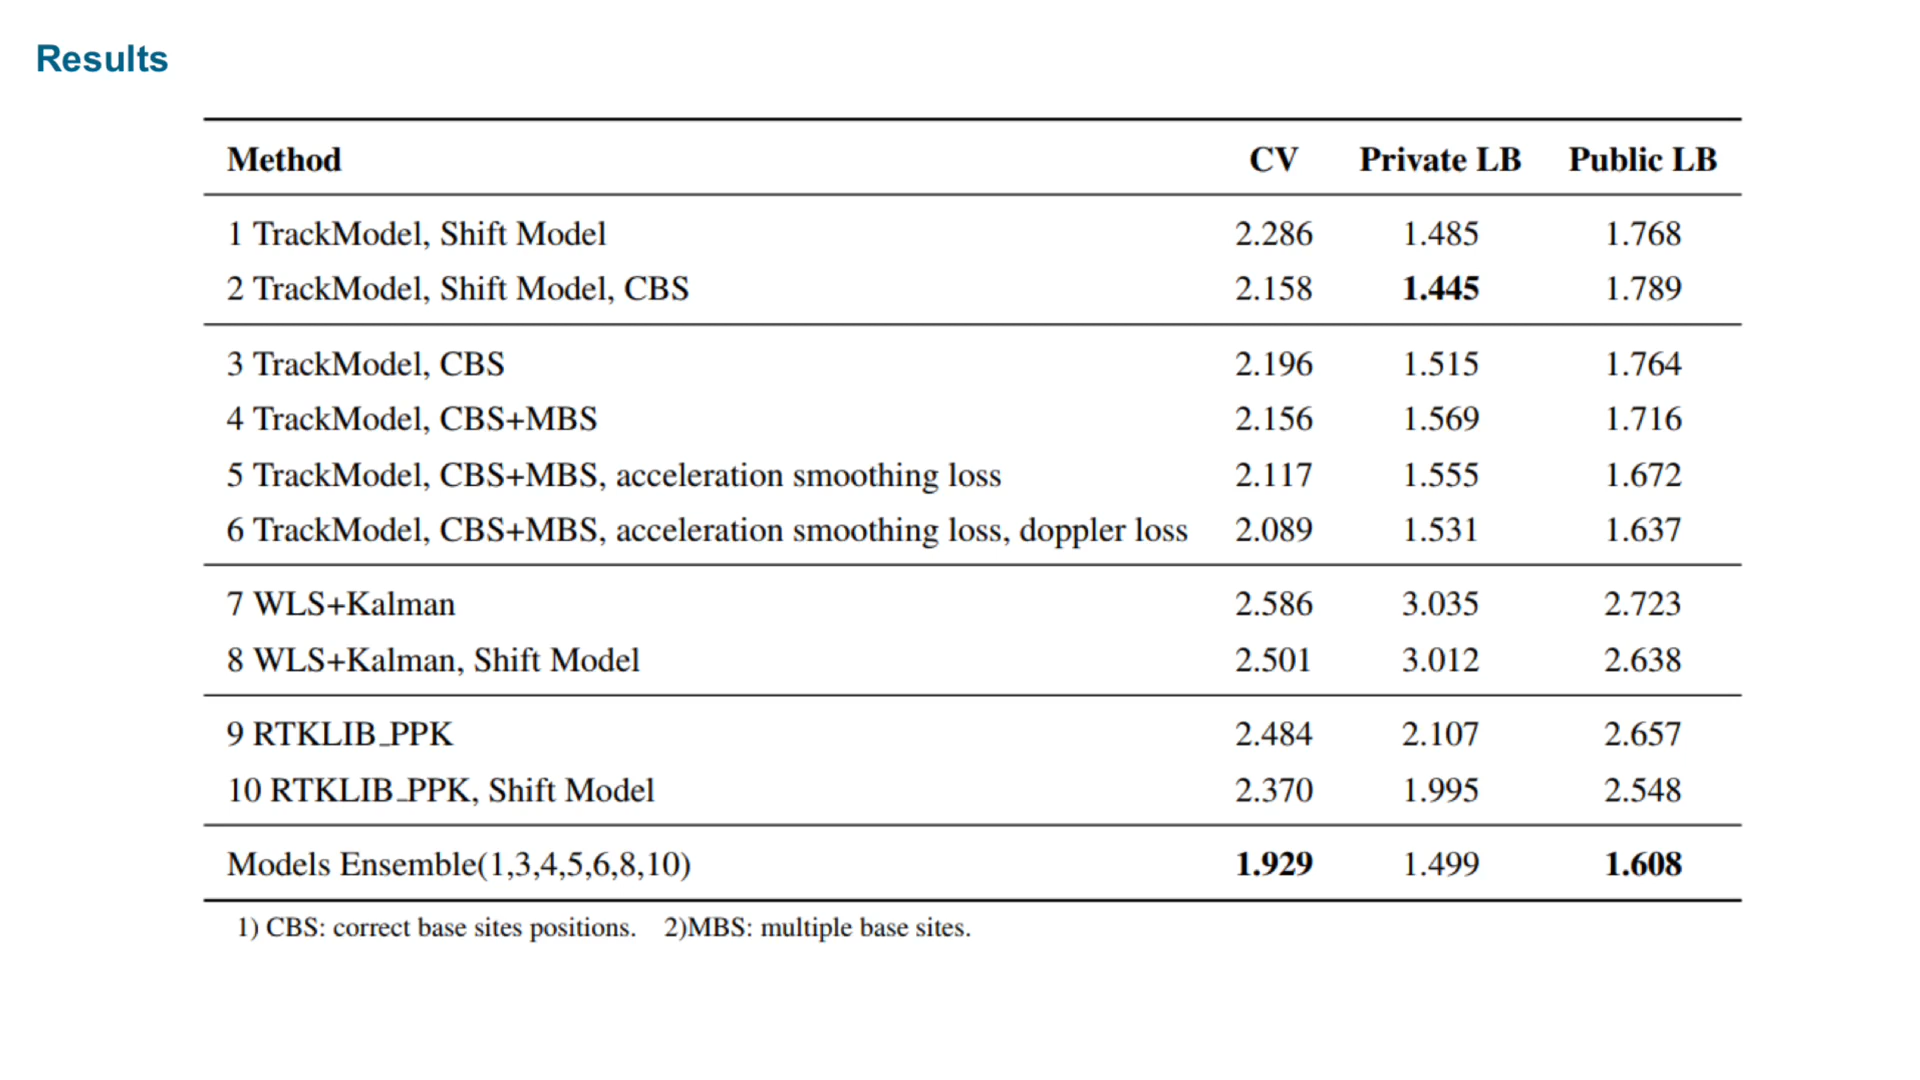 Results
Method CV Private LB Public LB
1 TrackModel, Shift Model 2.286 1.485 1.768
2 TrackModel, Shift Model, CBS 2.158 1.445 1.789
3 TrackModel, CBS 2.196 1.515 1.764
4 TrackModel, CBS+MBS 2.156 1.569 1.716
5 TrackModel, CBS+MBS, acceleration smoothing loss 2.117 1.555 1.672
6 TrackModel, CBS+MBS, acceleration smoothing loss, doppler loss 2.089 1.531 1.637
7 WLS+Kalman 2.586 3.035 2.723
8 WLS+Kalman, Shift Model 2.501 3.012 2.638
9 RTKLIB_PPK 2.484 2.107 2.657
10 RTKLIB_PPK, Shift Model 2.370 1.995 2.548
Models Ensemble(1,3,4,5,6,8,10) 1.929 1.499 1.608
1) CBS: correct base sites positions. 2)MBS: multiple base sites.